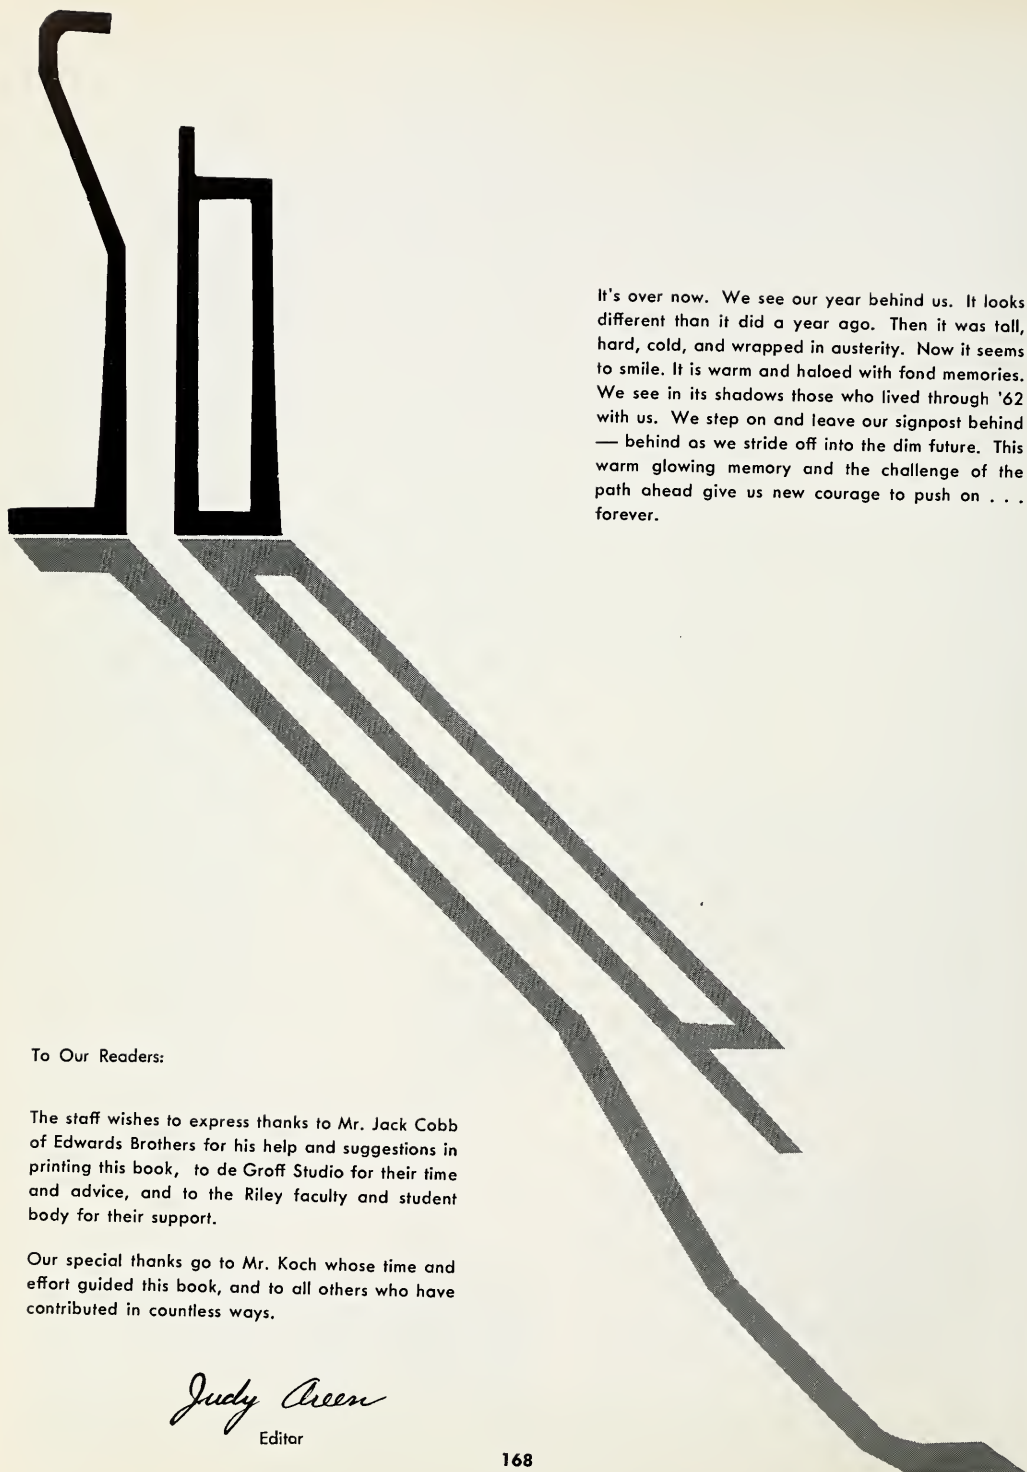 It's over now. We see our year behind us. It looks
different than it did a year ago. Then it was tall,
hard, cold, and wrapped in austerity. Now it seems
to smile. It is warm and haloed with fond memories.
We see in its shadows those who lived through '62
with us. We step on and leave our signpost behind
— behind as we stride off into the dim future. This
warm glowing memory and the challenge of the
path ahead give us new courage to push on . . .
forever.
To Our Readers:
The staff wishes to express thanks to Mr. Jack Cobb
of Edwards Brothers for his help and suggestions in
printing this book, to de Groff Studio for their time
and advice, and to the Riley faculty and student
body for their support.
Our special thanks go to Mr. Koch whose time and
effort guided this book, and to all others who have
contributed in countless ways.
Judy Areen
Editor
168